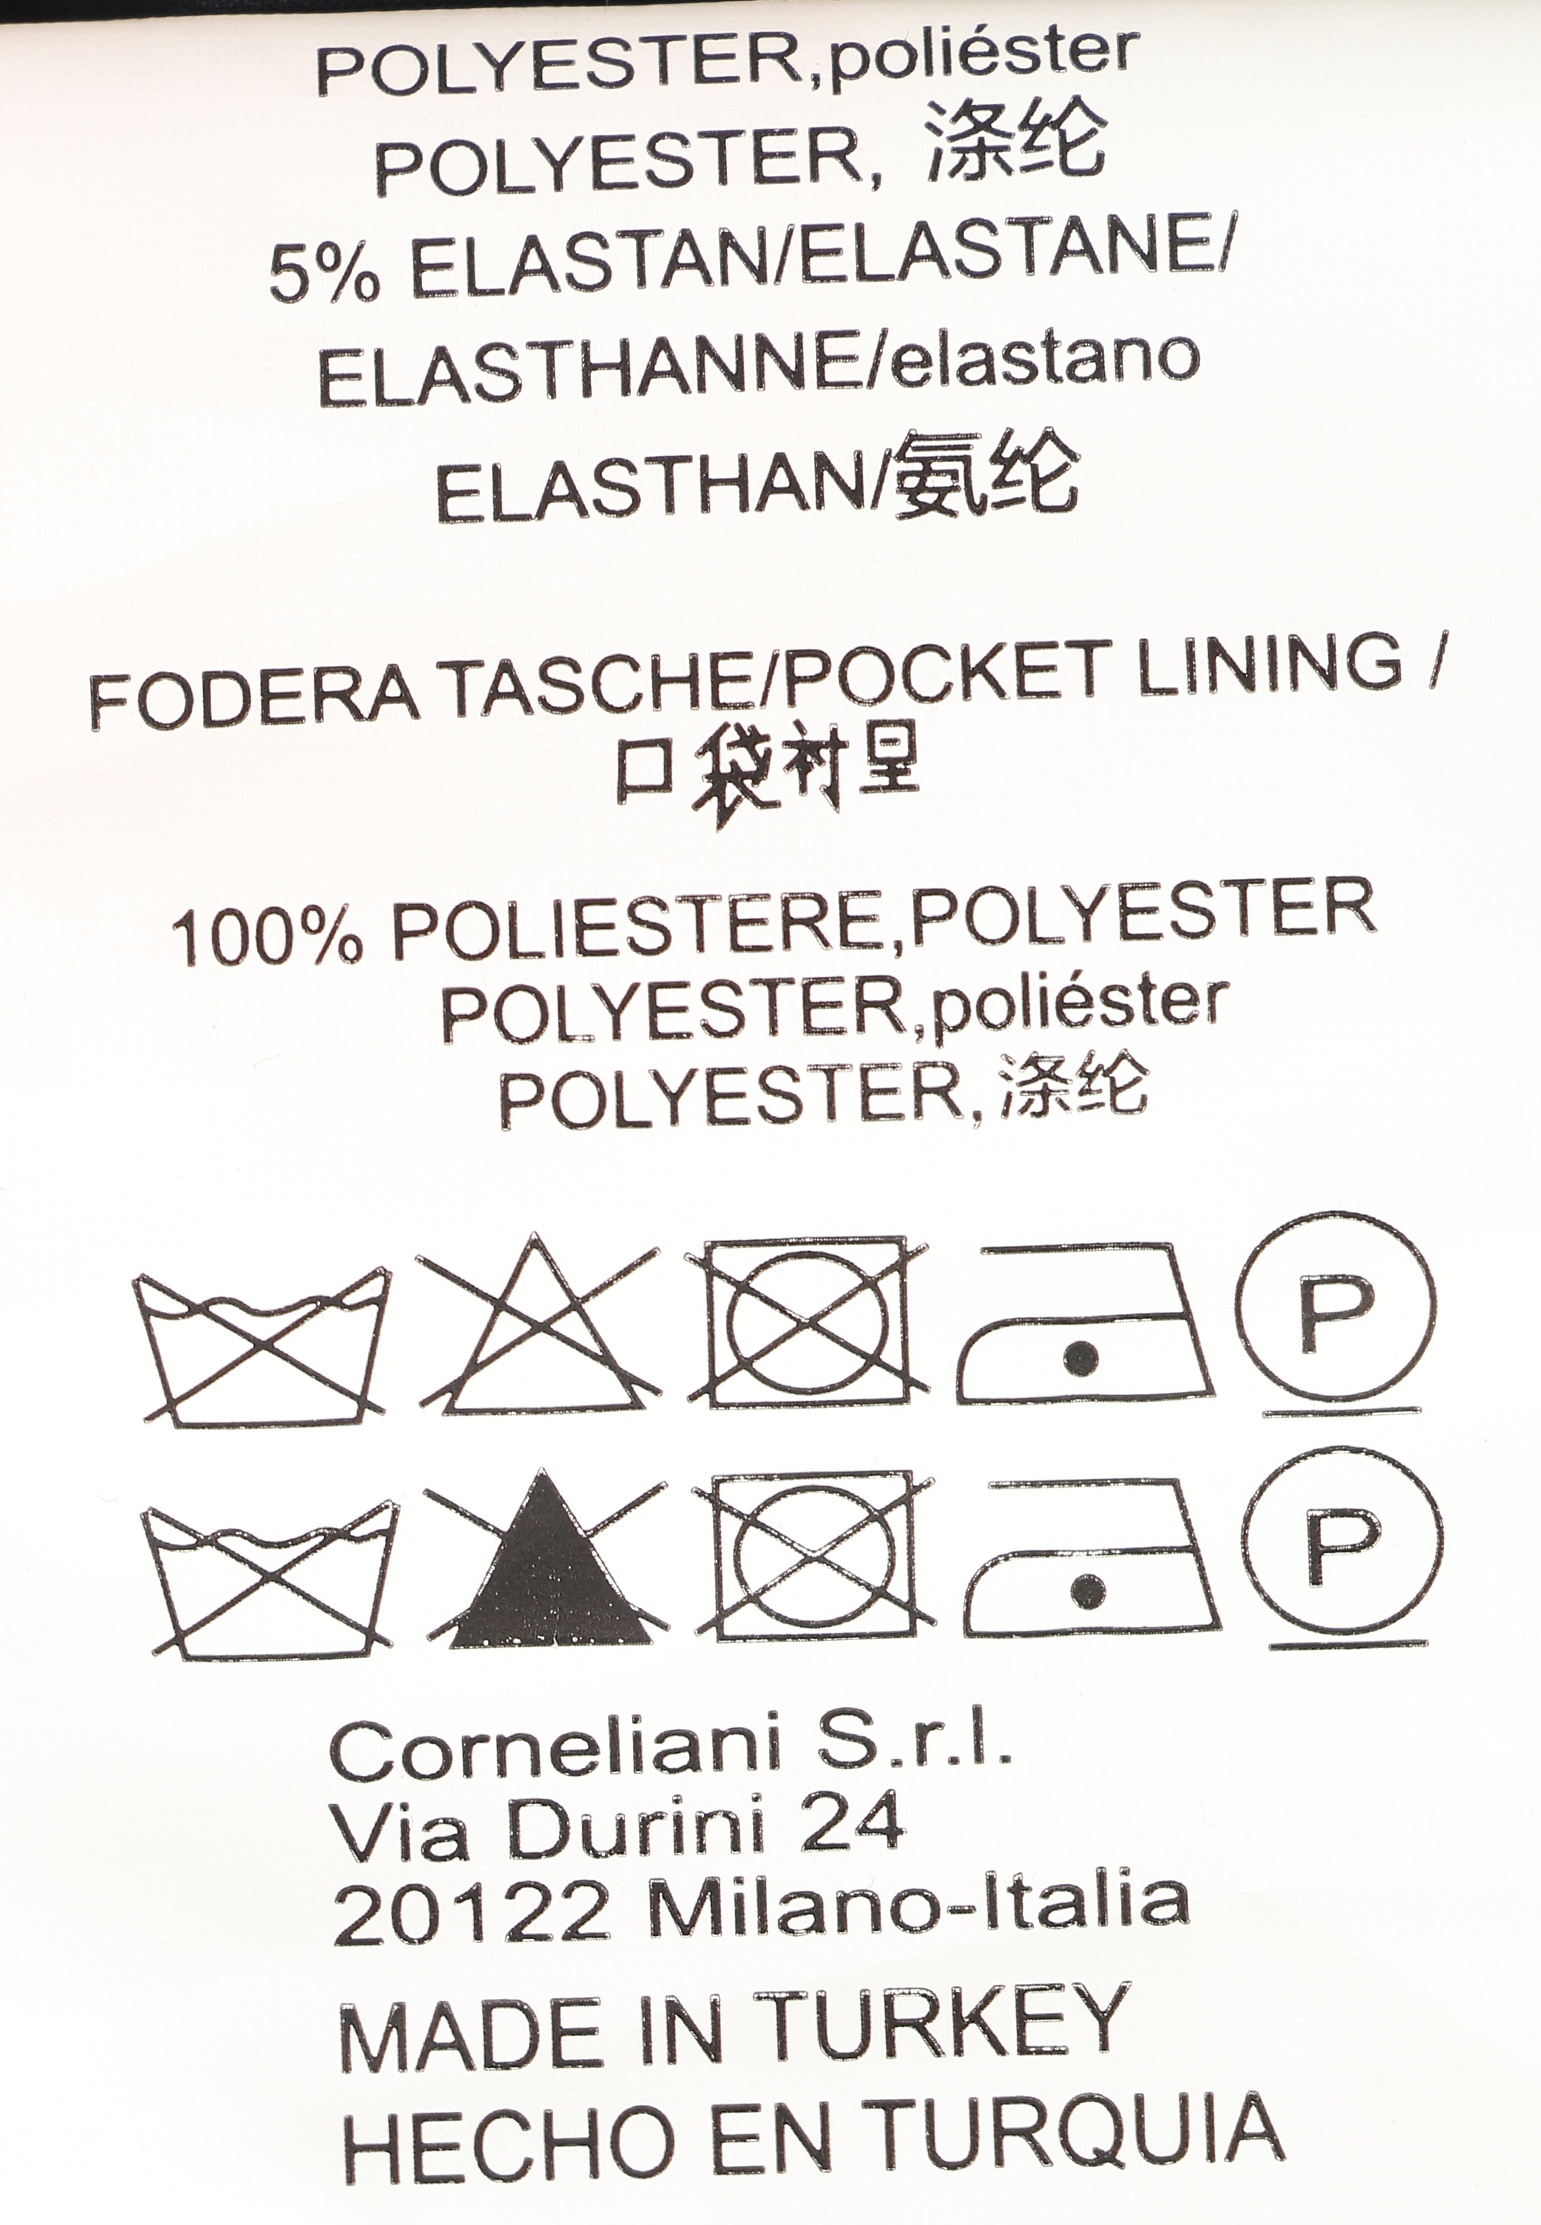 POLYESTER,poliéster
POLYESTER, 涤纶
5% ELASTAN/ELASTANE/
ELASTHANNE/elastano
ELASTHAN/氨纶
FODERA TASCHE/POCKET LINING /
口袋衬里
100% POLIESTERE,POLYESTER
POLYESTER,poliéster
POLYESTER,涤纶
P
P
Corneliani S.r.l.
Via Durini 24
20122 Milano-Italia
MADE IN TURKEY
HECHO EN TURQUIA